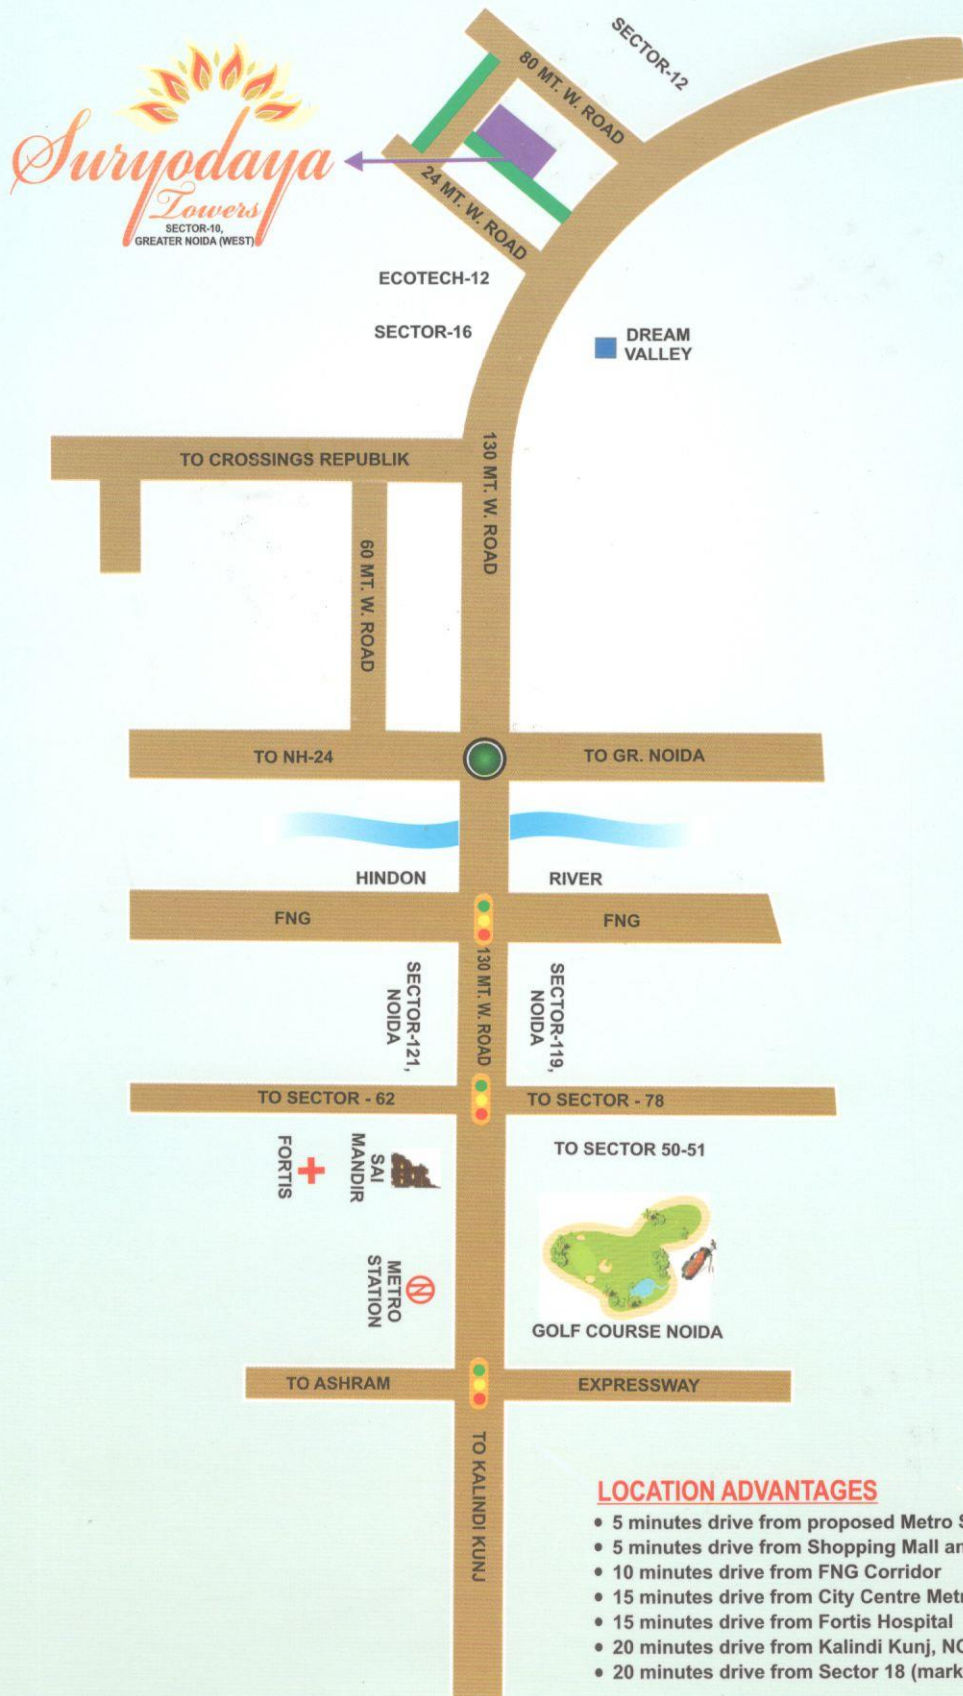 SECTOR-12
80 MT. W. ROAD
Suryodaya
Towers
SECTOR-10,
GREATER NOIDA (WEST)
24 MT. W. ROAD
ECOTECH-12
SECTOR-16
DREAM
VALLEY
TO CROSSINGS REPUBLIK
130 MT. W. ROAD
60 MT. W. ROAD
TO NH-24
TO GR. NOIDA
HINDON RIVER
FNG
FNG
130 MT. W. ROAD
SECTOR-121,
NOIDA
SECTOR-119,
NOIDA
TO SECTOR - 62
TO SECTOR - 78
TO SECTOR 50-51
FORTIS
SAI
MANDIR
METRO
STATION
N
GOLF COURSE NOIDA
TO ASHRAM
EXPRESSWAY
TO KALINDI KUNJ
LOCATION ADVANTAGES
• 5 minutes drive from proposed Metro
• 5 minutes drive from Shopping Mall
• 10 minutes drive from FNG Corridor
• 15 minutes drive from City Centre
• 15 minutes drive from Fortis Hospital
• 20 minutes drive from Kalindi Kunj,
• 20 minutes drive from Sector 18